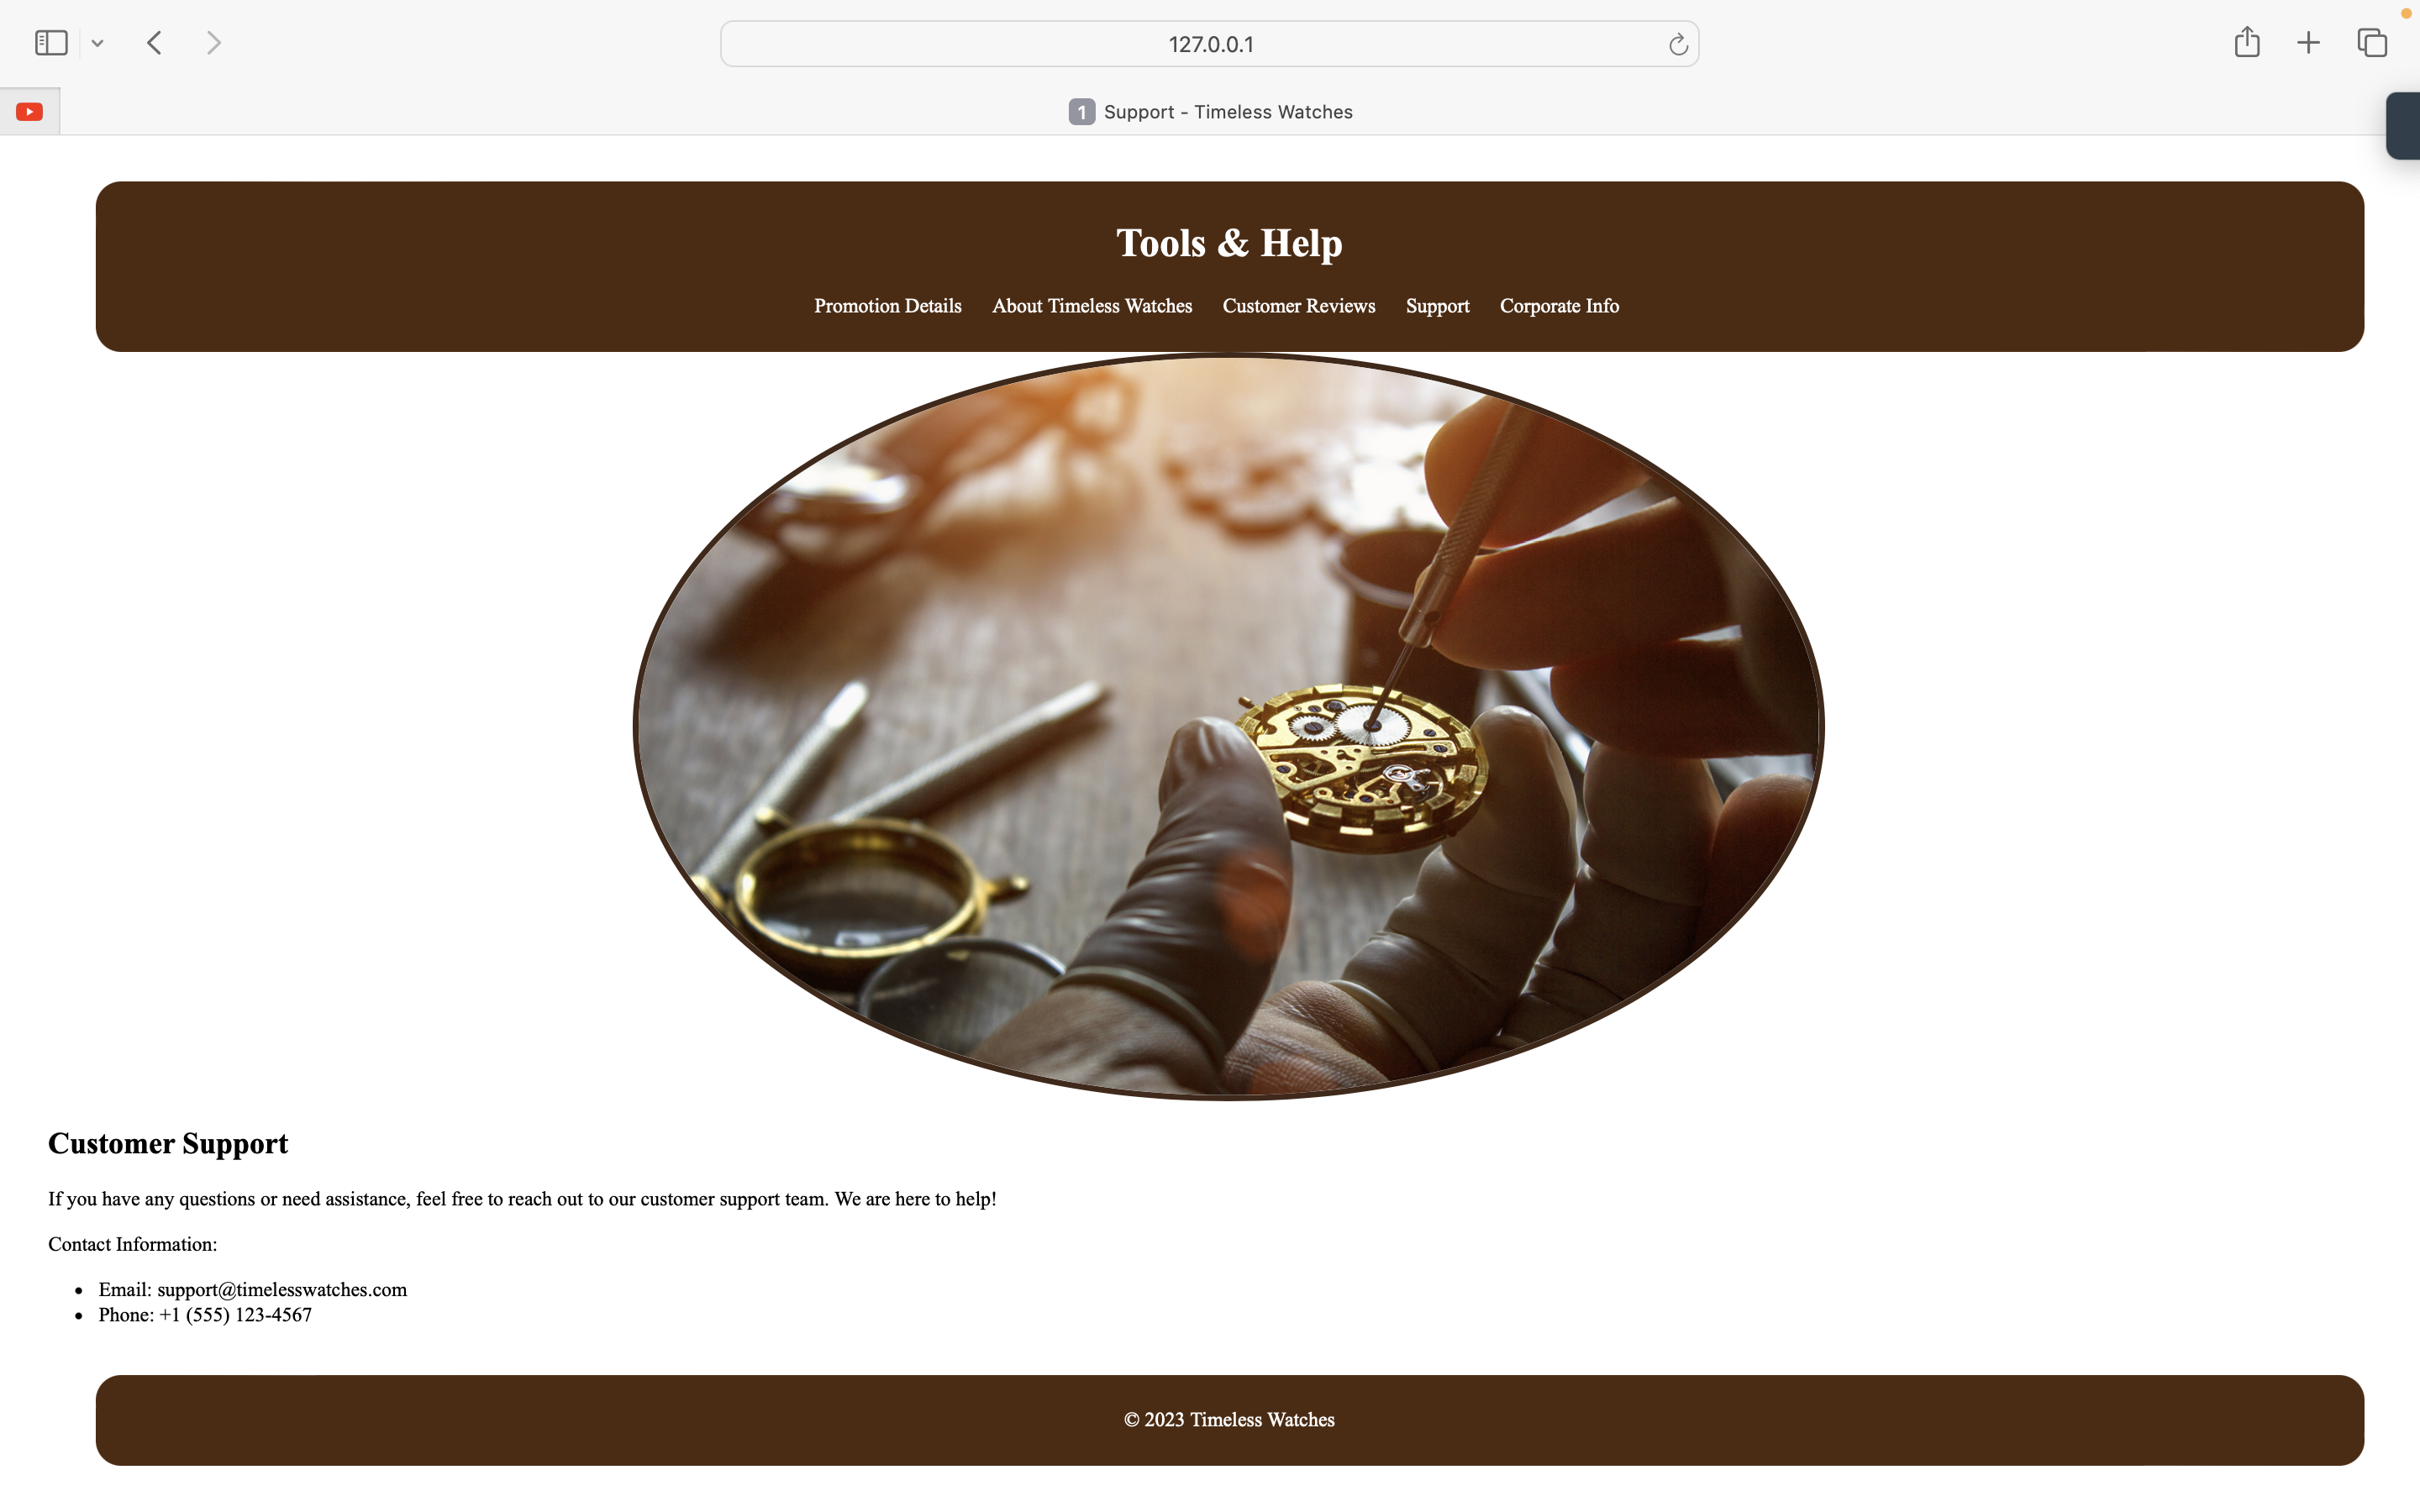 127.0.0.1
1 Support - Timeless Watches
Tools & Help
Promotion Details About Timeless Watches Customer Reviews Support Corporate Info
Customer Support
If you have any questions or need assistance, feel free to reach out to our customer support team. We are here to help!
Contact Information:
• Email: support@timelesswatches.com
• Phone: +1 (555) 123-4567
© 2023 Timeless Watches